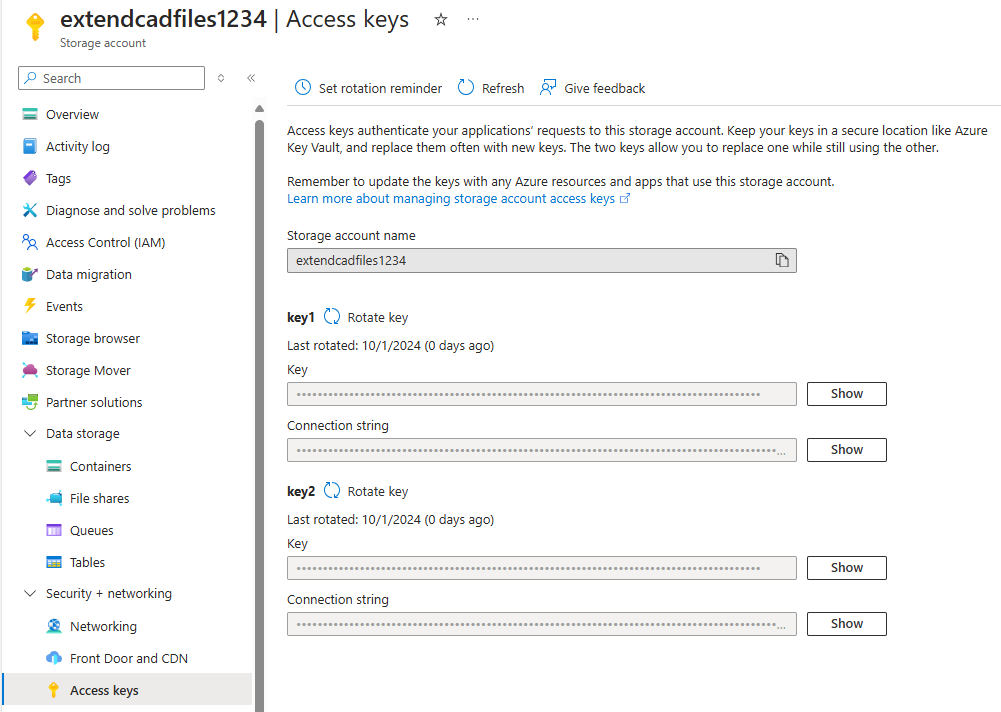 extendcadfiles1234 | Access keys ☆ ···
Storage account
Search
Overview
Activity log
Tags
Diagnose and solve problems
Access Control (IAM)
Data migration
Events
Storage browser
Storage Mover
Partner solutions
Data storage
Containers
File shares
Queues
Tables
Security + networking
Networking
Front Door and CDN
Access keys
Set rotation reminder Refresh Give feedback
Access keys authenticate your applications’ requests to this storage account. Keep your keys in a secure location like Azure
Key Vault, and replace them often with new keys. The two keys allow you to replace one while still using the other.
Remember to update the keys with any Azure resources and apps that use this storage account.
Learn more about managing storage account access keys
Storage account name
extendcadfiles1234
key1 Rotate key
Last rotated: 10/1/2024 (0 days ago)
Key
Show
Connection string
... Show
key2 Rotate key
Last rotated: 10/1/2024 (0 days ago)
Key
Show
Connection string
... Show